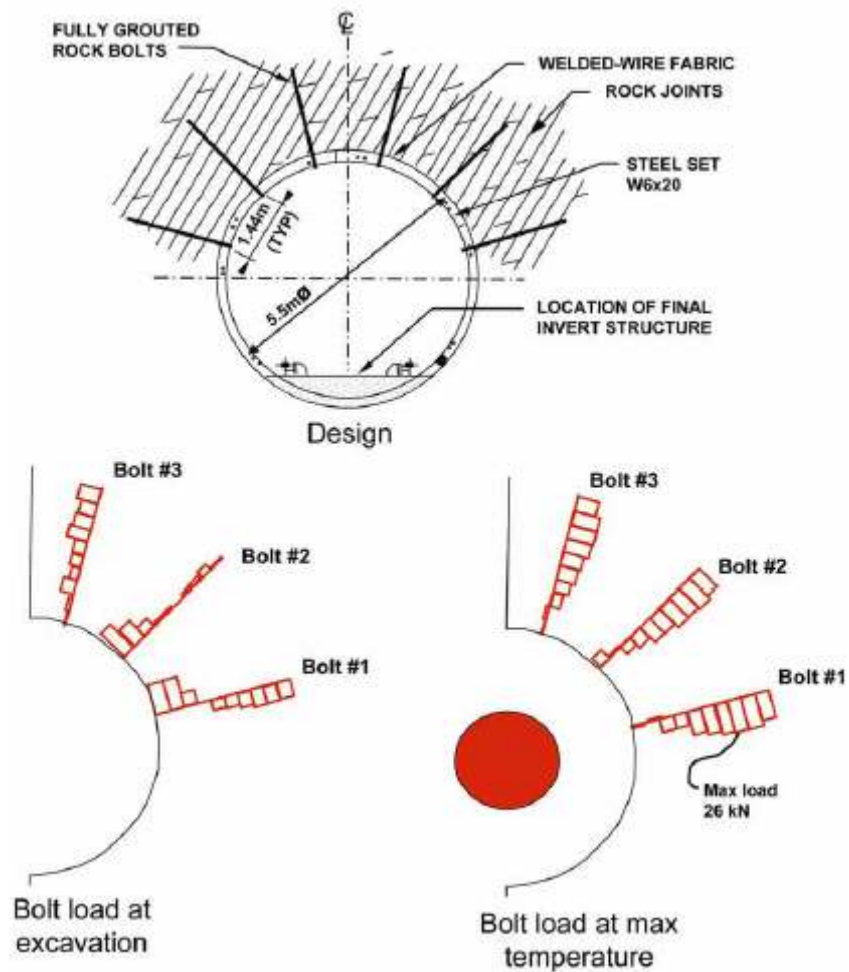 ℄
FULLY GROUTED
ROCK BOLTS
WELDED-WIRE FABRIC
ROCK JOINTS
STEEL SET
W6x20
1.44m
(TYP)
5.5mØ
LOCATION OF FINAL
INVERT STRUCTURE
Design
Bolt #3
Bolt #2
Bolt #1
Bolt load at
excavation
Bolt #3
Bolt #2
Bolt #1
Max load
26 kN
Bolt load at max
temperature